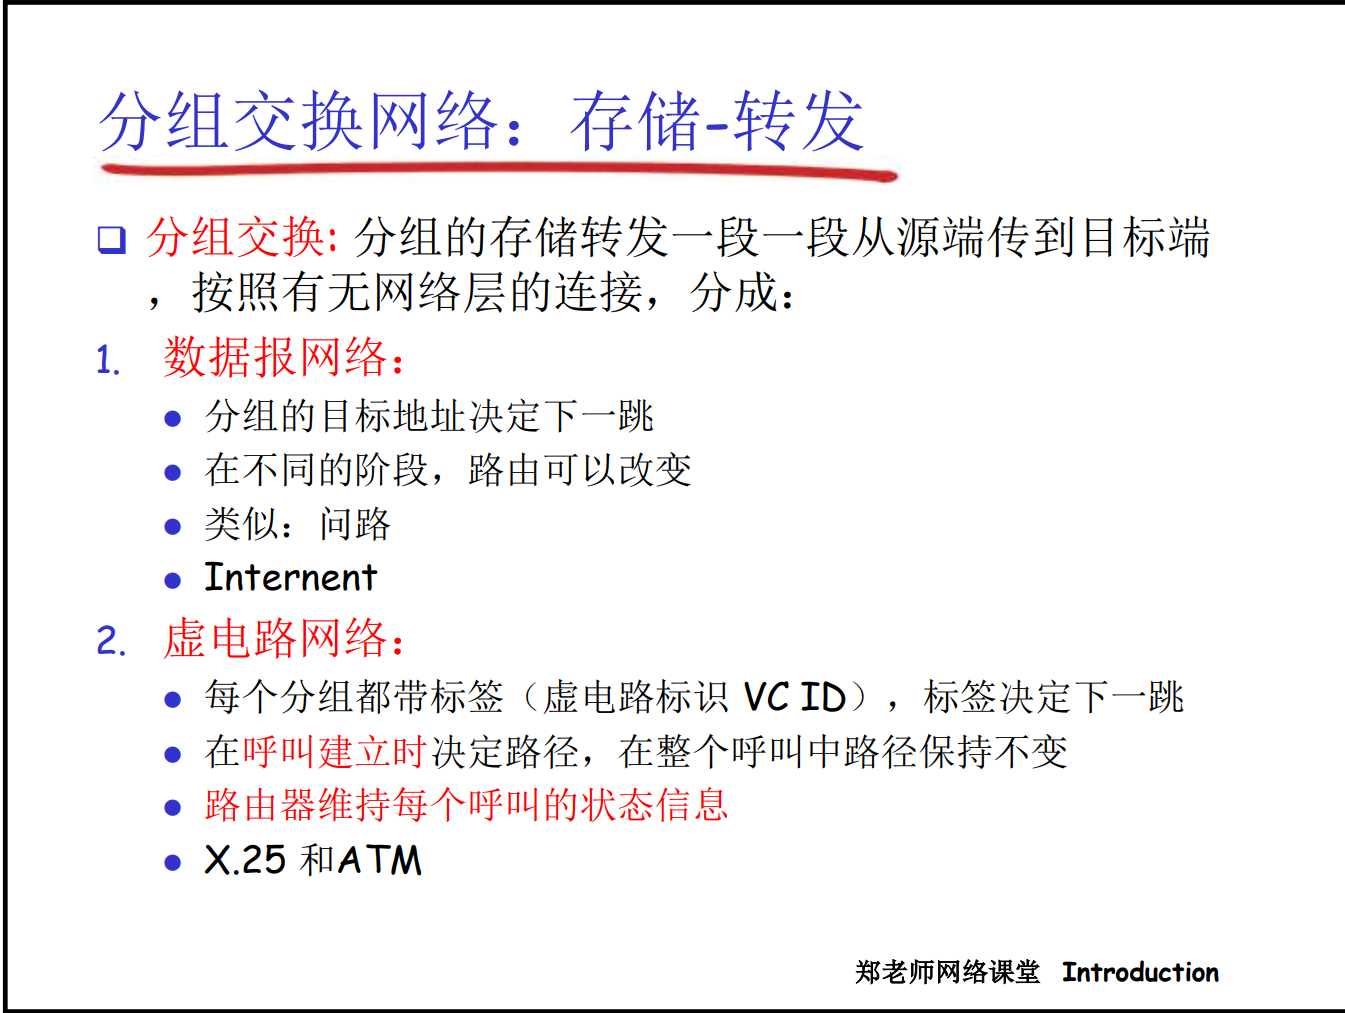 分组交换网络：存储-转发
分组交换: 分组的存储转发一段一段从源端传到目标端
，按照有无网络层的连接，分成：
1. 数据报网络：
分组的目标地址决定下一跳
在不同的阶段，路由可以改变
类似：问路
Internent
2. 虚电路网络：
每个分组都带标签（虚电路标识 VC ID），标签决定下一跳
在呼叫建立时决定路径，在整个呼叫中路径保持不变
路由器维持每个呼叫的状态信息
X.25 和ATM
郑老师网络课堂 Introduction